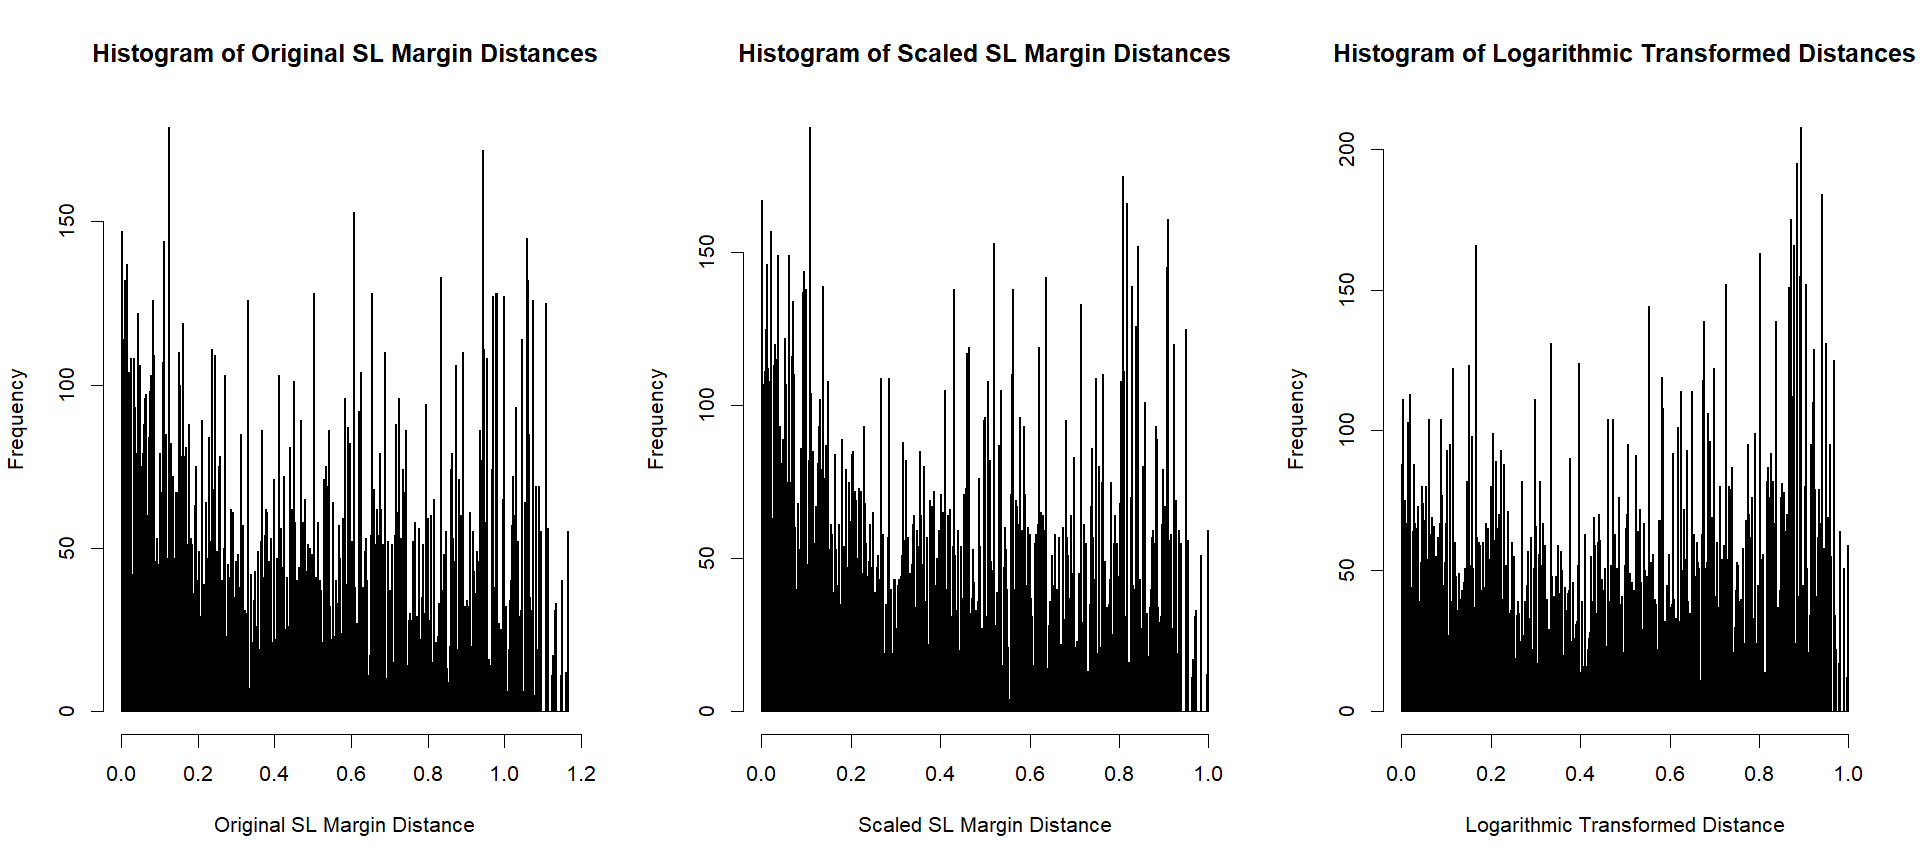 Histogram of Original SL Margin Distances
Frequency
0
50
100
150
0.0 0.2 0.4 0.6 0.8 1.0 1.2
Original SL Margin Distance
Histogram of Scaled SL Margin Distances
Frequency
0
50
100
150
0.0 0.2 0.4 0.6 0.8 1.0
Scaled SL Margin Distance
Histogram of Logarithmic Transformed Distances
Frequency
0
50
100
150
200
0.0 0.2 0.4 0.6 0.8 1.0
Logarithmic Transformed Distance